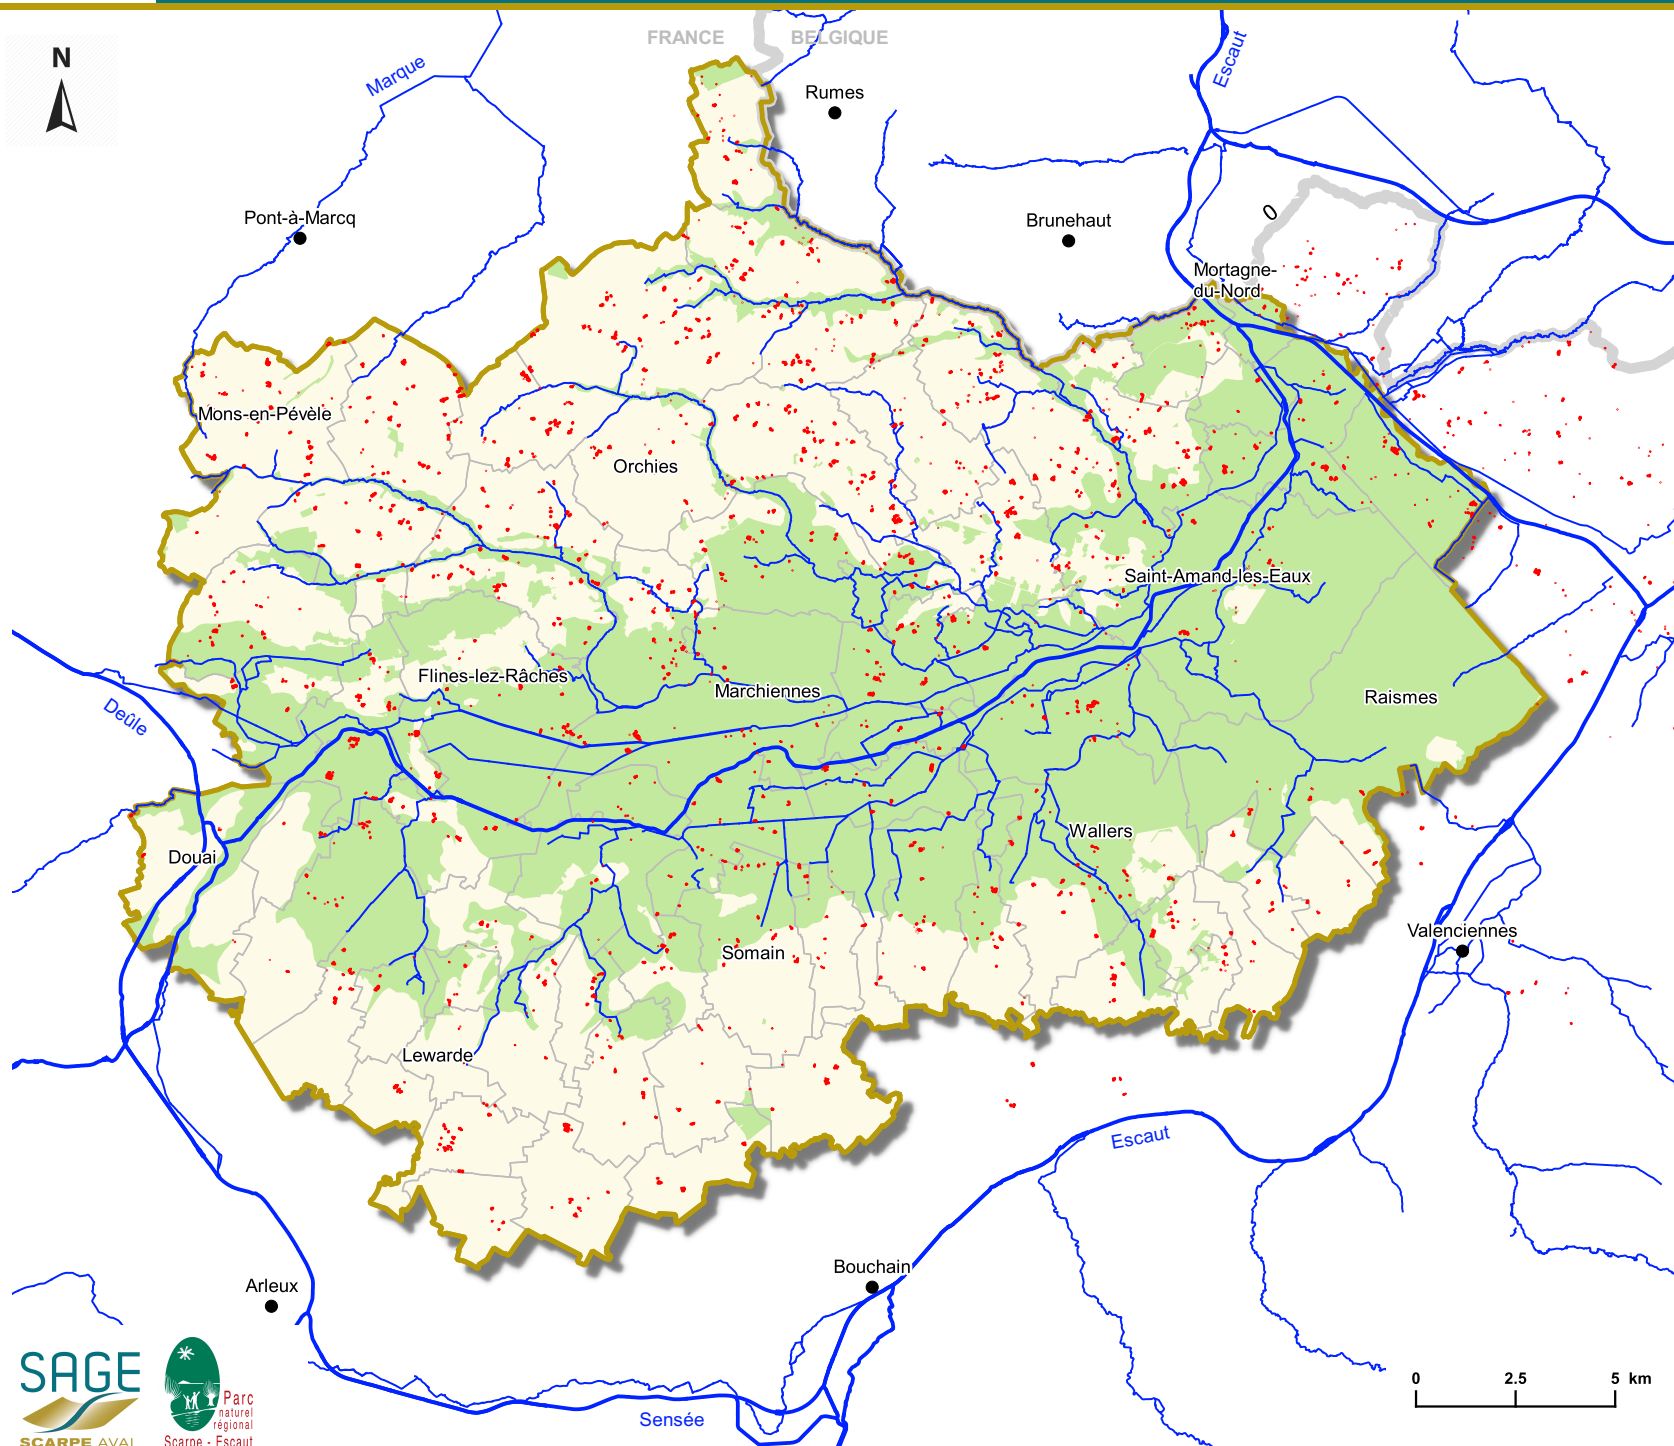 FRANCE
BELGIQUE
N
Marque
Rumes
Escaut
Pont-à-Marcq
Brunehaut
0
Mortagne-
du-Nord
Mons-en-Pévèle
Orchies
Saint-Amand-les-Eaux
Flines-lez-Râches
Marchiennes
Raismes
Deûle
Wallers
Douai
Valenciennes
Somain
Lewarde
Escaut
Bouchain
Arleux
0 2.5 5 km
Sensée
SAGE
SCARPE AVAL
Parc
naturel
régional
Scarpe - Escaut